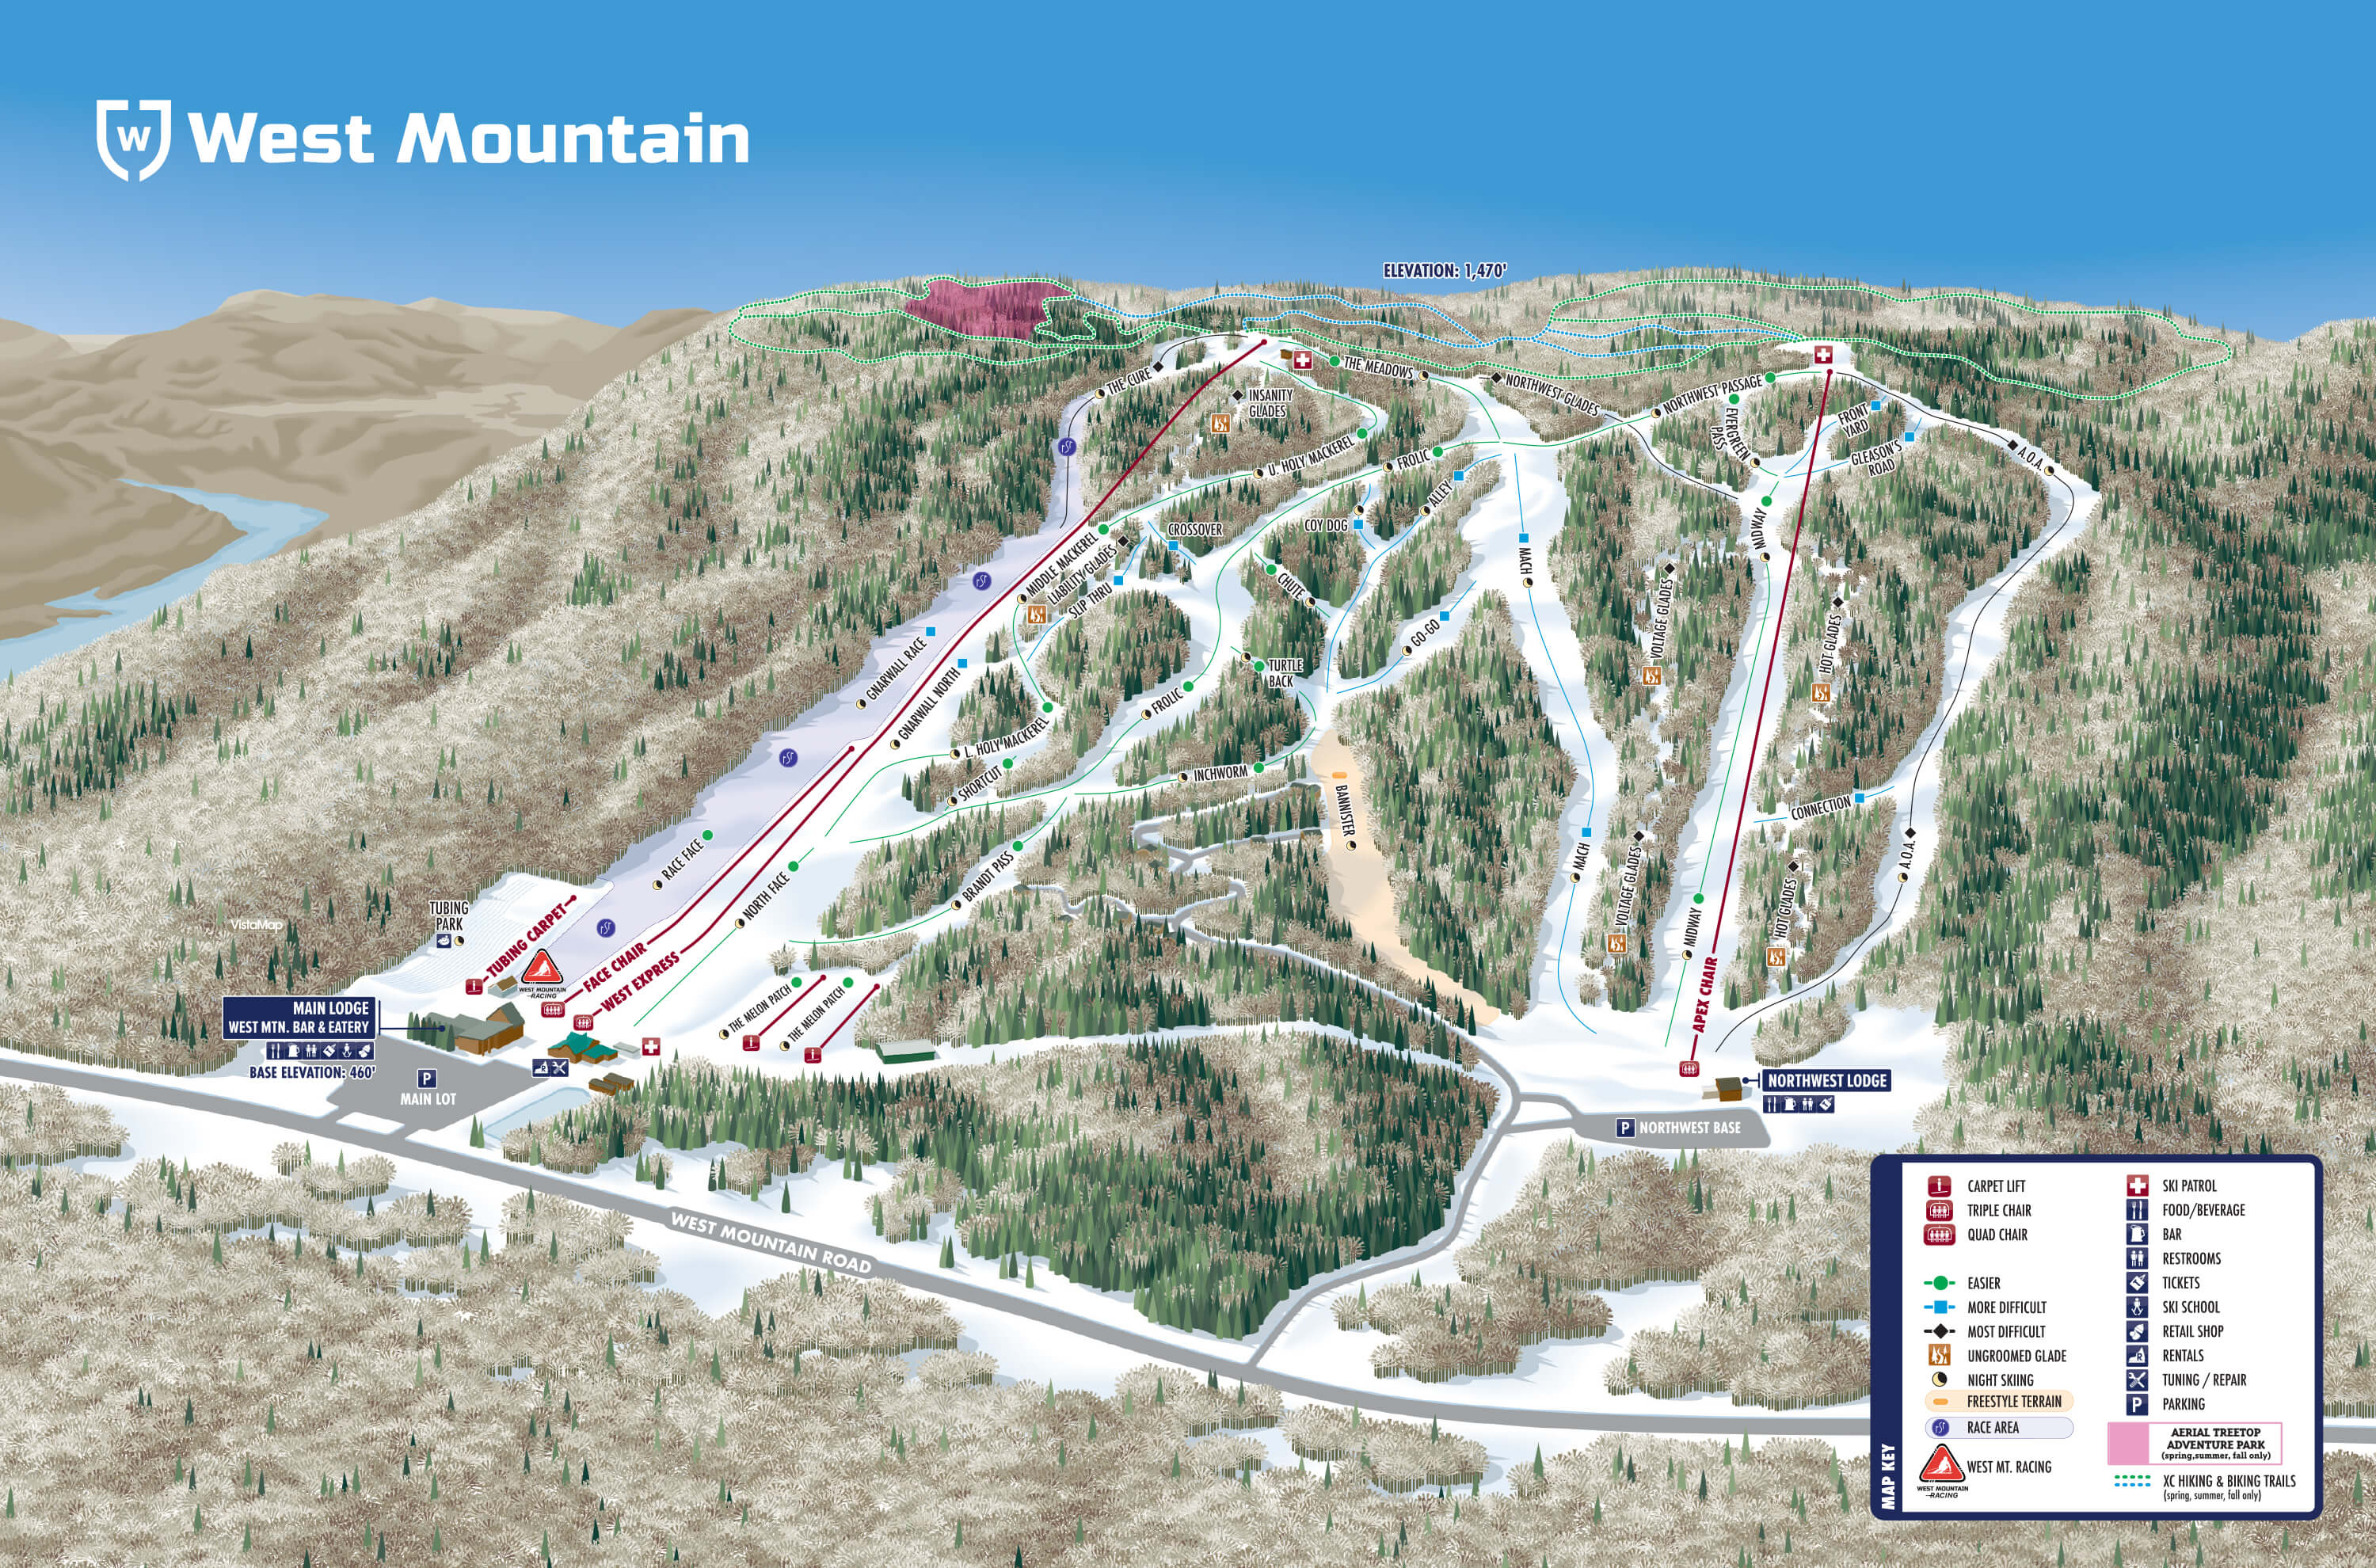 W West Mountain
ELEVATION: 1,470'
THE CURE
THE MEADOWS
INSANITY
GLADES
NORTHWEST GLADES
NORTHWEST PASSAGE
EVERGREEN
PASS
FRONT
YARD
GLEASON'S
ROAD
A.O.A.
U. HOLY MACKEREL
FROLIC
ALLEY
COY DOG
CROSSOVER
MIDDLE MACKEREL
LIABILITY GLADES
SLIP THRU
CHUTE
MACH
MIDWAY
VOLTAGE GLADES
HOT GLADES
GNARWALL RACE
GNARWALL NORTH
GO-GO
TURTLE
BACK
FROLIC
L. HOLY MACKEREL
SHORTCUT
INCHWORM
BANNISTER
CONNECTION
RACE FACE
NORTH FACE
BRANDT PASS
MACH
VOLTAGE GLADES
MIDWAY
HOT GLADES
A.O.A.
VistaMap
TUBING
PARK
TUBING CARPET
FACE CHAIR
WEST EXPRESS
APEX CHAIR
WEST MOUNTAIN
RACING
THE MELON PATCH
THE MELON PATCH
MAIN LODGE
WEST MTN. BAR & EATERY
BASE ELEVATION: 460'
P
MAIN LOT
NORTHWEST LODGE
P NORTHWEST BASE
WEST MOUNTAIN ROAD
MAP KEY
CARPET LIFT
TRIPLE CHAIR
QUAD CHAIR
EASIER
MORE DIFFICULT
MOST DIFFICULT
UNGROOMED GLADE
NIGHT SKIING
FREESTYLE TERRAIN
RACE AREA
WEST MT. RACING
WEST MOUNTAIN
RACING
SKI PATROL
FOOD/BEVERAGE
BAR
RESTROOMS
TICKETS
SKI SCHOOL
RETAIL SHOP
RENTALS
TUNING / REPAIR
P PARKING
AERIAL TREETOP
ADVENTURE PARK
(spring,summer, fall only)
XC HIKING & BIKING TRAILS
(spring, summer, fall only)